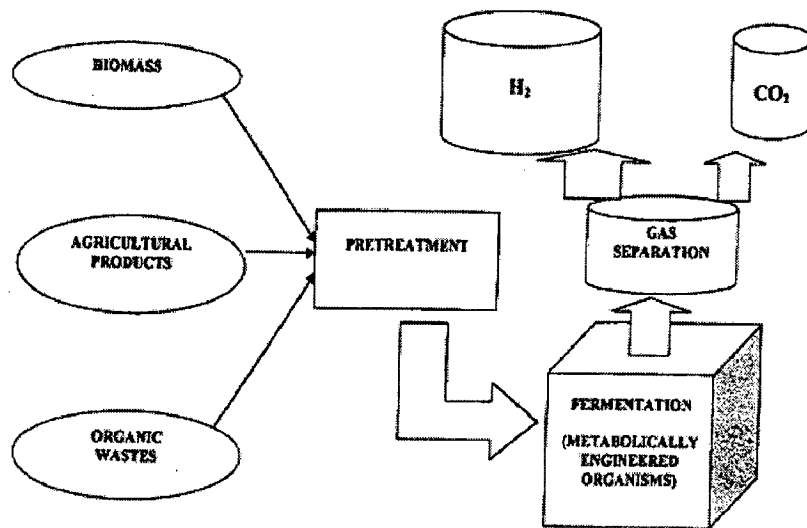 BIOMASS
AGRICULTURAL
PRODUCTS
ORGANIC
WASTES
PRETREATMENT
H₂
CO₂
GAS
SEPARATION
FERMENTATION
(METABOLICALLY
ENGINEERED
ORGANISMS)